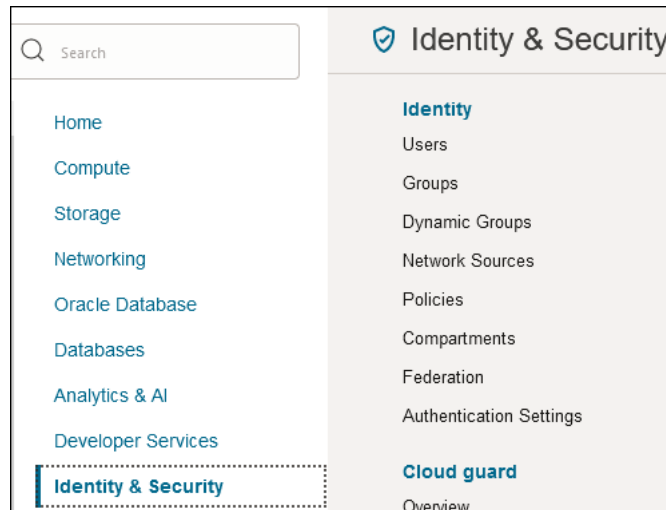 Search
Home
Compute
Storage
Networking
Oracle Database
Databases
Analytics & AI
Developer Services
Identity & Security
Identity & Security
Identity
Users
Groups
Dynamic Groups
Network Sources
Policies
Compartments
Federation
Authentication Settings
Cloud guard
Overview